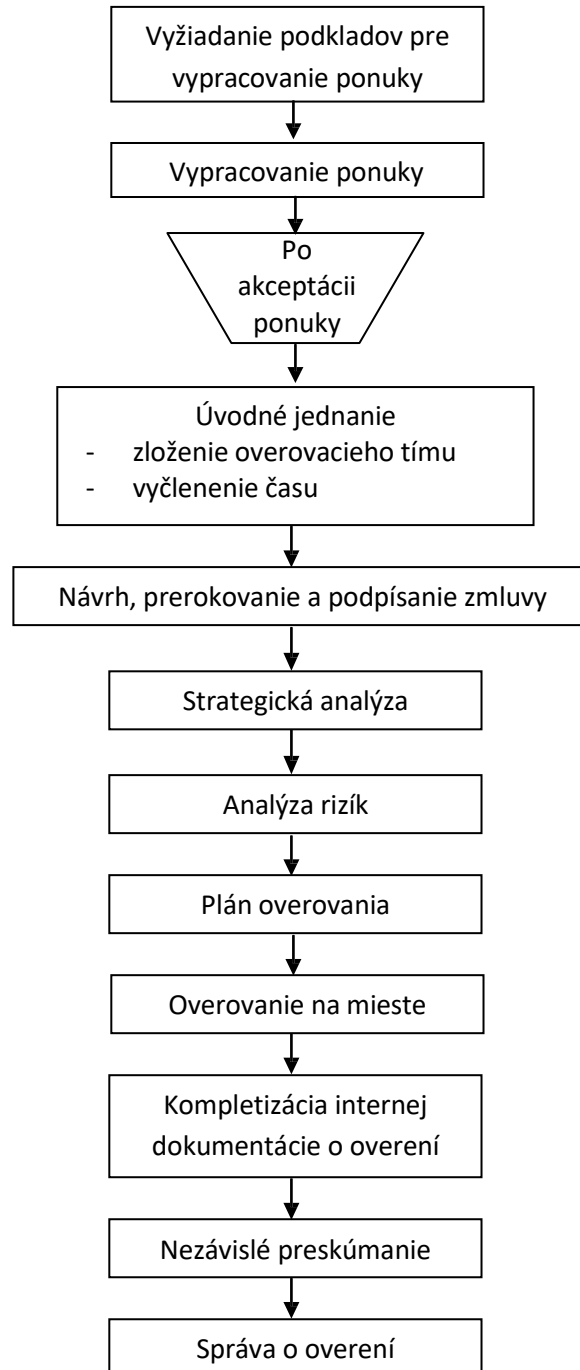 Vyžiadanie podkladov pre
vypracovanie ponuky
Vypracovanie ponuky
Po
akceptácii
ponuky
Úvodné jednanie
- zloženie overovacieho tímu
- vyčlenenie času
Návrh, prerokovanie a podpísanie zmluvy
Strategická analýza
Analýza rizík
Plán overovania
Overovanie na mieste
Kompletizácia internej
dokumentácie o overení
Nezávislé preskúmanie
Správa o overení